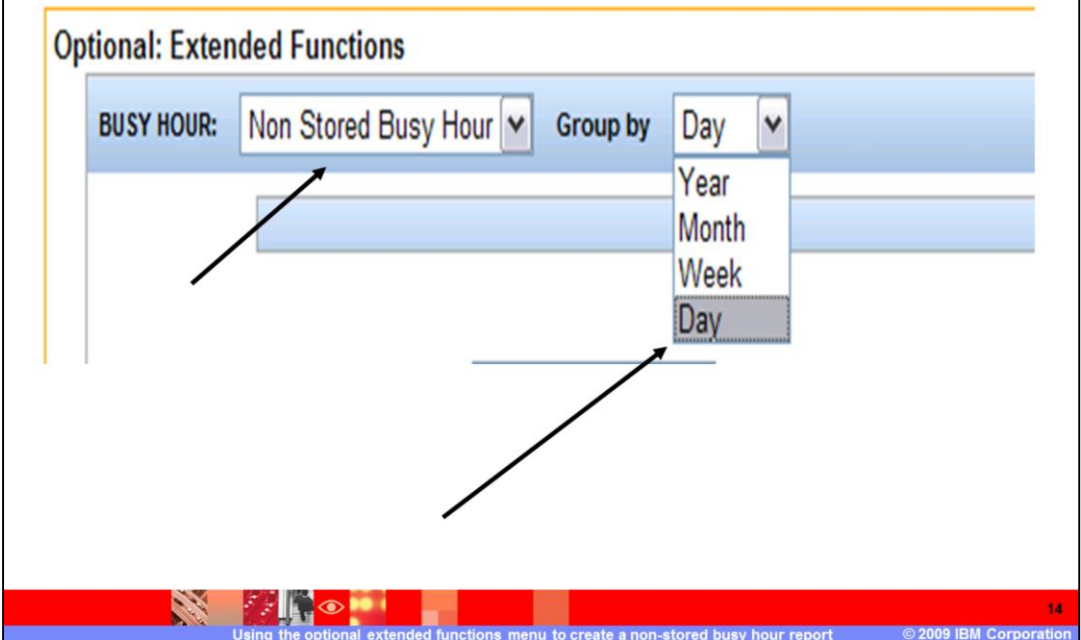 Optional: Extended Functions
BUSY HOUR: Non Stored Busy Hour Group by Day
Year
Month
Week
Day
14
Using the optional extended functions menu to create a non-stored busy hour report © 2009 IBM Corporation